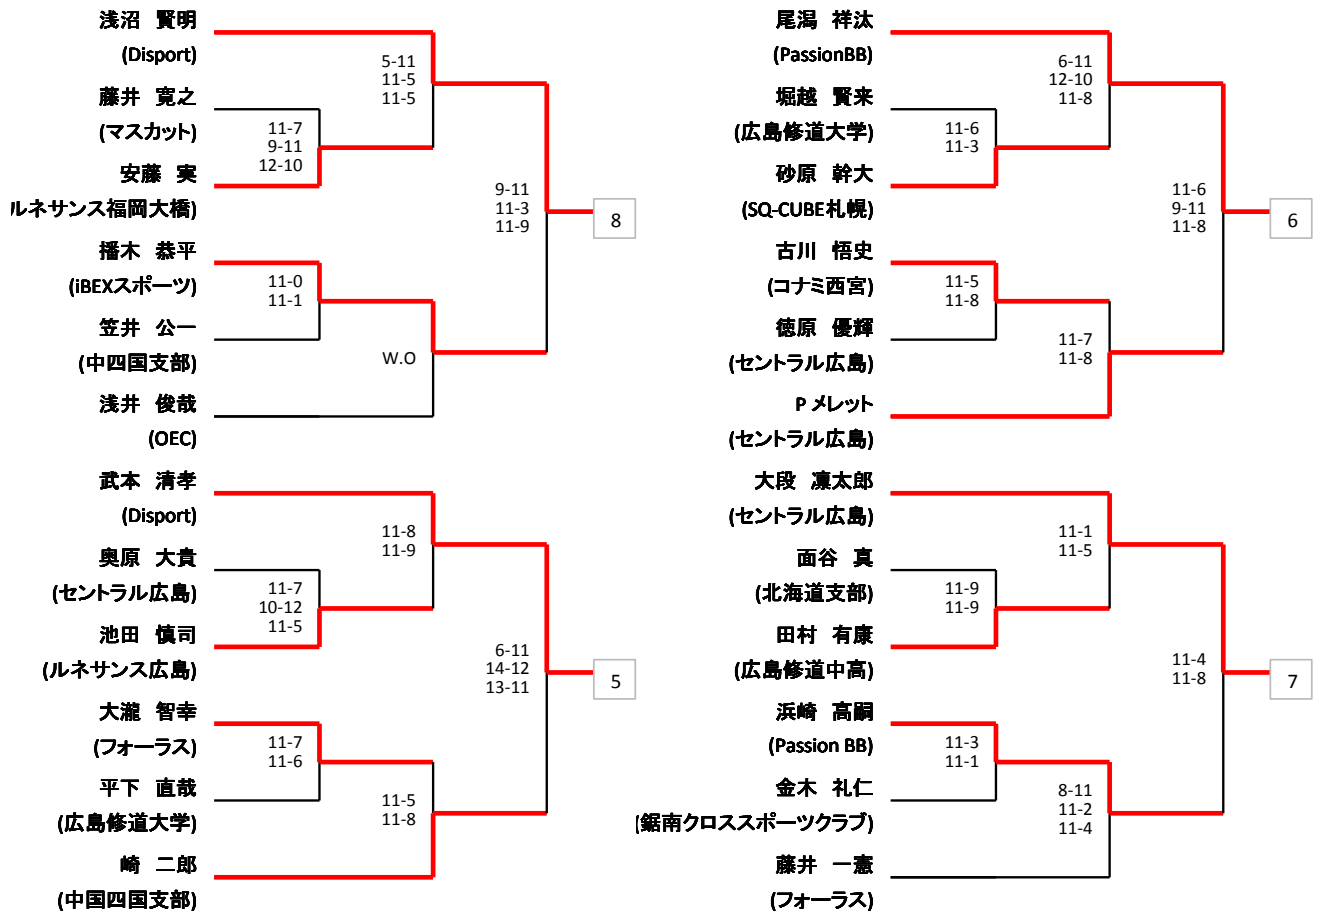 浅沼 賢明
(Disport)
藤井 寛之
(マスカット)
安藤 実
ルネサンス福岡大橋)
播木 恭平
(iBEXスポーツ)
笠井 公一
(中四国支部)
浅井 俊哉
(OEC)
11-7
9-11
12-10
11-0
11-1
5-11
11-5
11-5
W.O
9-11
11-3
11-9
8
武本 清孝
(Disport)
奥原 大貴
(セントラル広島)
池田 慎司
(ルネサンス広島)
大瀧 智幸
(フォーラス)
平下 直哉
(広島修道大学)
崎 二郎
(中国四国支部)
11-7
10-12
11-5
11-7
11-6
11-8
11-9
11-5
11-8
6-11
14-12
13-11
5
尾潟 祥汰
(PassionBB)
堀越 賢来
(広島修道大学)
砂原 幹大
(SQ-CUBE札幌)
古川 悟史
(コナミ西宮)
徳原 優輝
(セントラル広島)
P メレット
(セントラル広島)
11-6
11-3
11-5
11-8
6-11
12-10
11-8
11-7
11-8
11-6
9-11
11-8
6
大段 凜太郎
(セントラル広島)
面谷 真
(北海道支部)
田村 有康
(広島修道中高)
浜崎 高嗣
(Passion BB)
金木 礼仁
(鋸南クロススポーツクラブ)
藤井 一憲
(フォーラス)
11-9
11-9
11-3
11-1
11-1
11-5
8-11
11-2
11-4
11-4
11-8
7